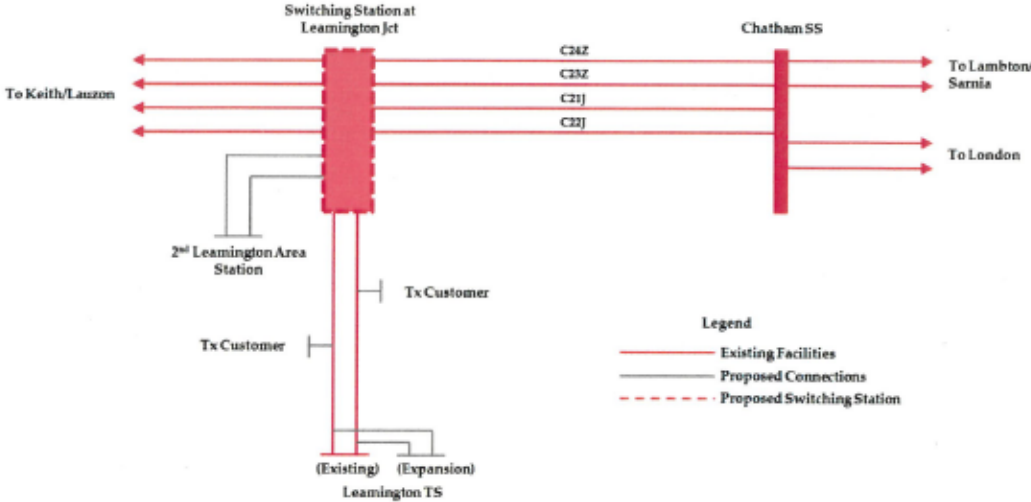 Switching Station at
Leamington Jct
Chatham SS
C24Z
To Lambton/
Sarnia
C23Z
To Keith/Lauzon
C21J
C22J
To London
2nd Leamington Area
Station
Tx Customer
Tx Customer
Legend
Existing Facilities
Proposed Connections
Proposed Switching Station
(Existing) (Expansion)
Leamington TS